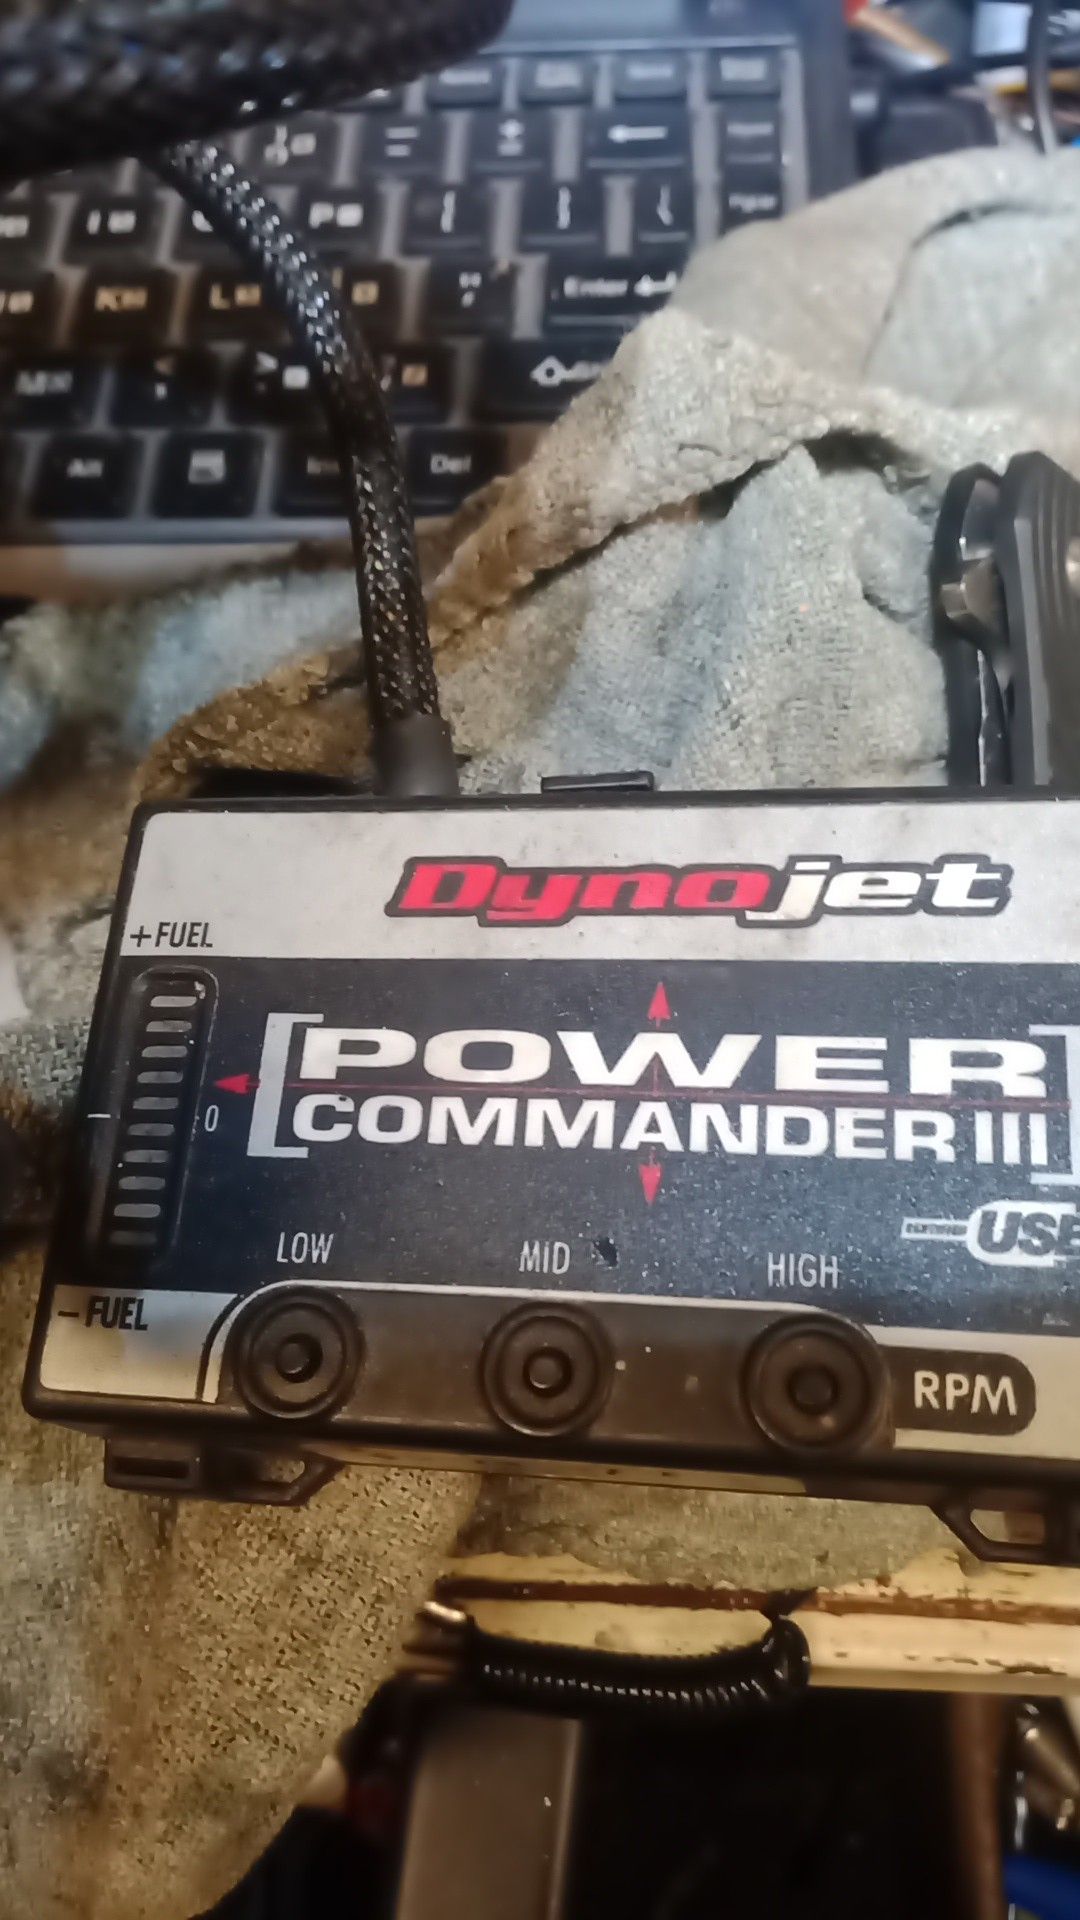 P
{
}
K
L
Enter
Alt
Del
Dynojet
+FUEL
[POWER
COMMANDER III]
0
USB
LOW
MID
HIGH
−FUEL
RPM